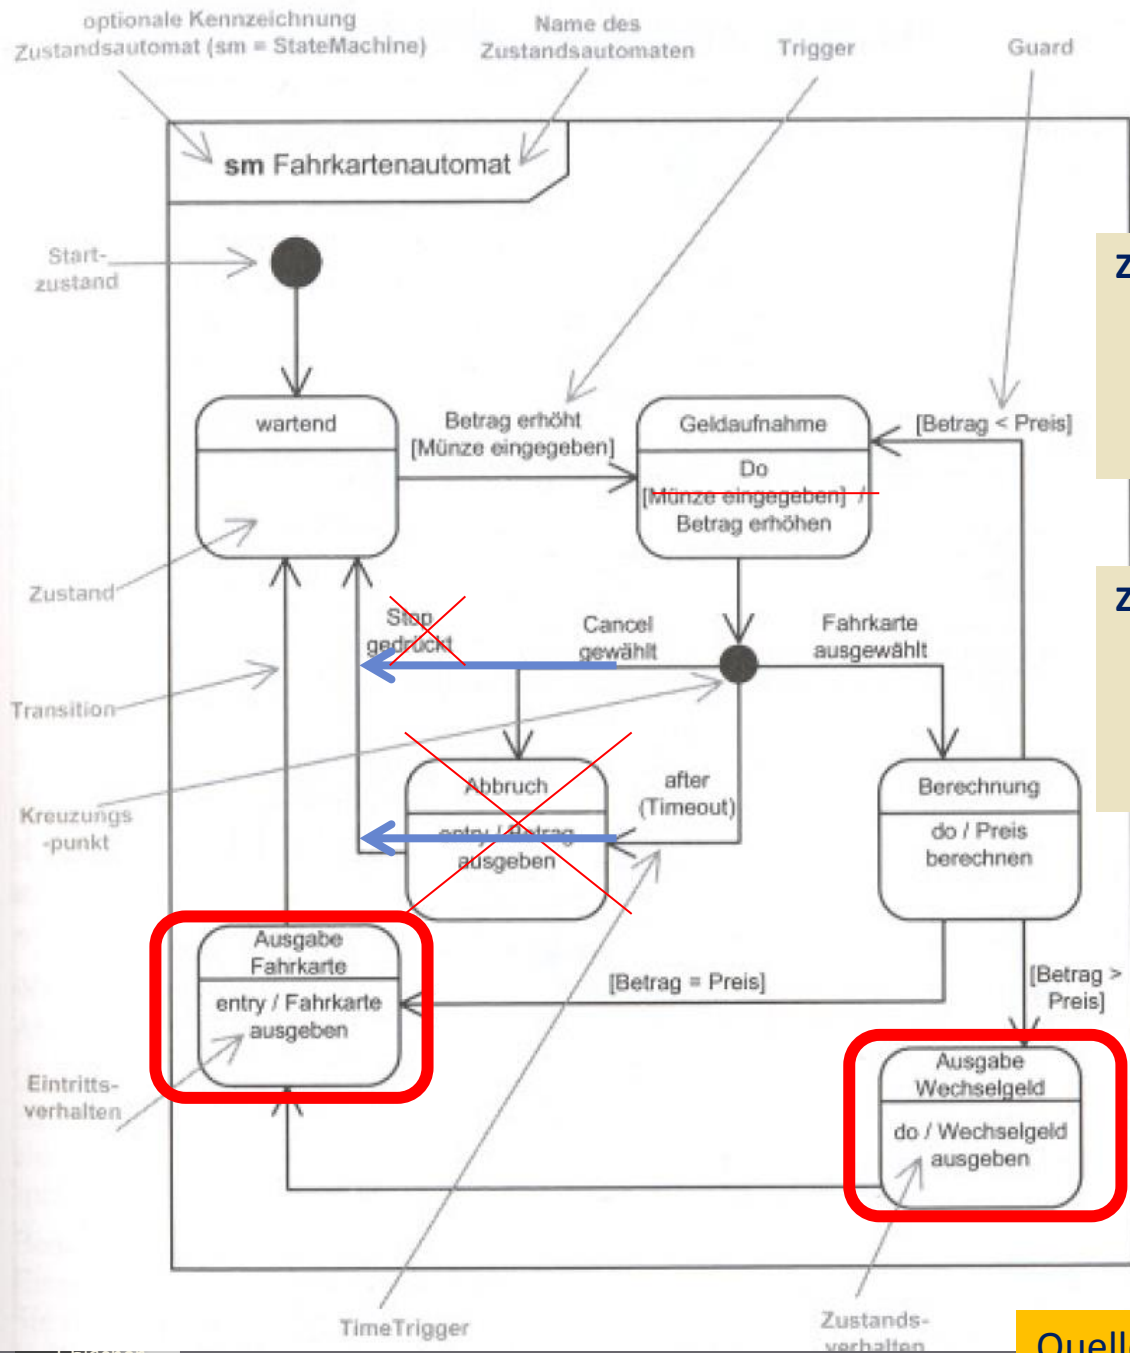 optionale Kennzeichnung
Zustandsautomat (sm = StateMachine)
Name des
Zustandsautomaten
Trigger
Guard
sm Fahrkartenautomat
Start-
zustand
wartend
Betrag erhöht
[Münze eingegeben]
Geldaufnahme
Do
[Münze eingegeben] /
Betrag erhöhen
[Betrag < Preis]
Z
Zustand
Z
Stop
gedrückt
Cancel
gewählt
Fahrkarte
ausgewählt
Transition
Kreuzungs
-punkt
Abbruch
entry / Betrag
ausgeben
after
(Timeout)
Berechnung
do / Preis
berechnen
Ausgabe
Fahrkarte
entry / Fahrkarte
ausgeben
[Betrag = Preis]
[Betrag >
Preis]
Eintritts-
verhalten
Ausgabe
Wechselgeld
do / Wechselgeld
ausgeben
TimeTrigger
Zustands-
verhalten
Quelle